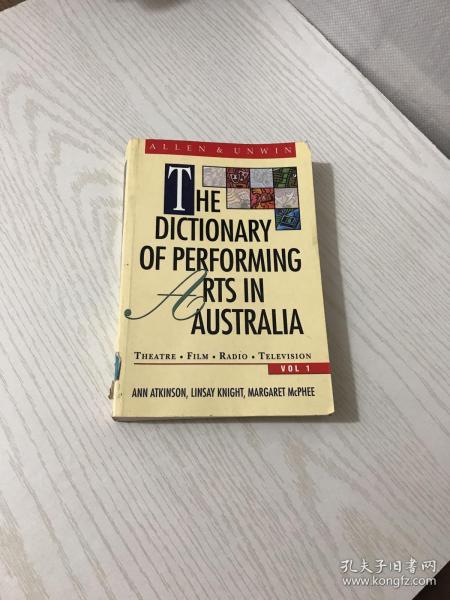 ALLEN & UNWIN
THE
DICTIONARY
OF PERFORMING
ARTS IN
AUSTRALIA
THEATRE • FILM • RADIO • TELEVISION
VOL 1
ANN ATKINSON, LINSAY KNIGHT, MARGARET McPHEE
孔夫子旧书网
www.kongfz.com